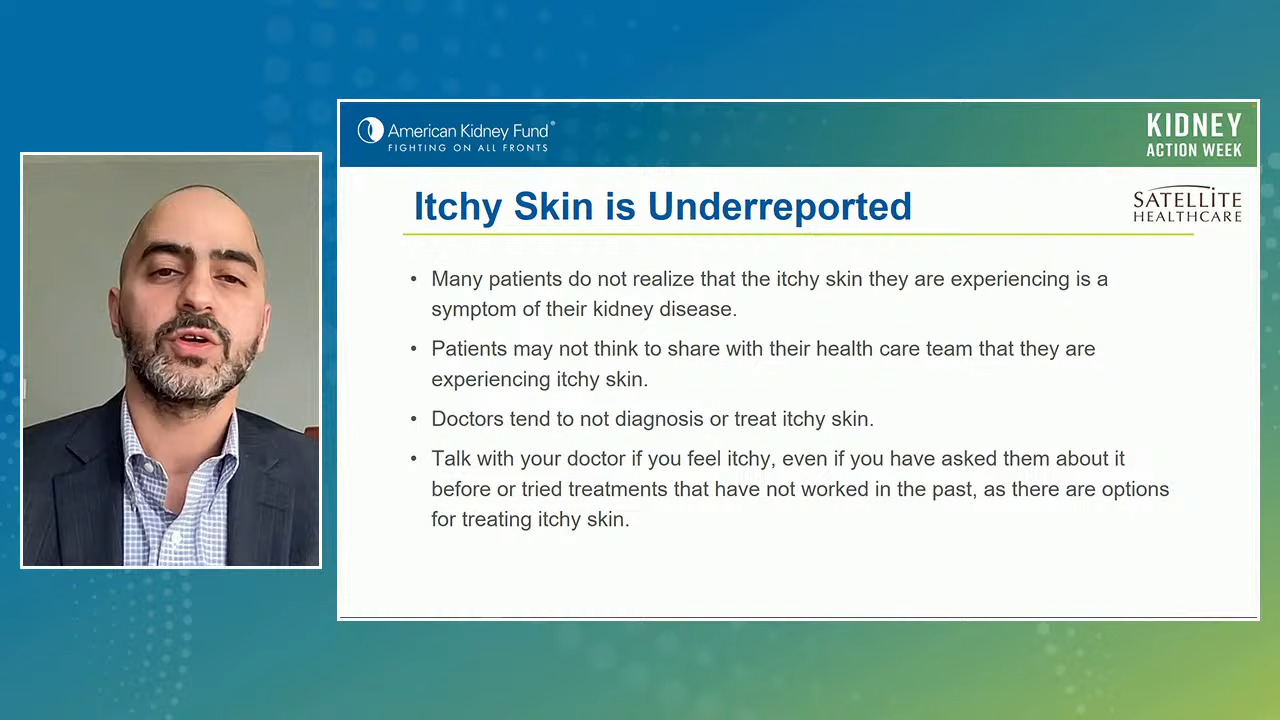 American Kidney Fund®
FIGHTING ON ALL FRONTS
KIDNEY
ACTION WEEK
Itchy Skin is Underreported
SATELLITE
HEALTHCARE
• Many patients do not realize that the itchy skin they are experiencing is a
symptom of their kidney disease.
• Patients may not think to share with their health care team that they are
experiencing itchy skin.
• Doctors tend to not diagnosis or treat itchy skin.
• Talk with your doctor if you feel itchy, even if you have asked them about it
before or tried treatments that have not worked in the past, as there are options
for treating itchy skin.